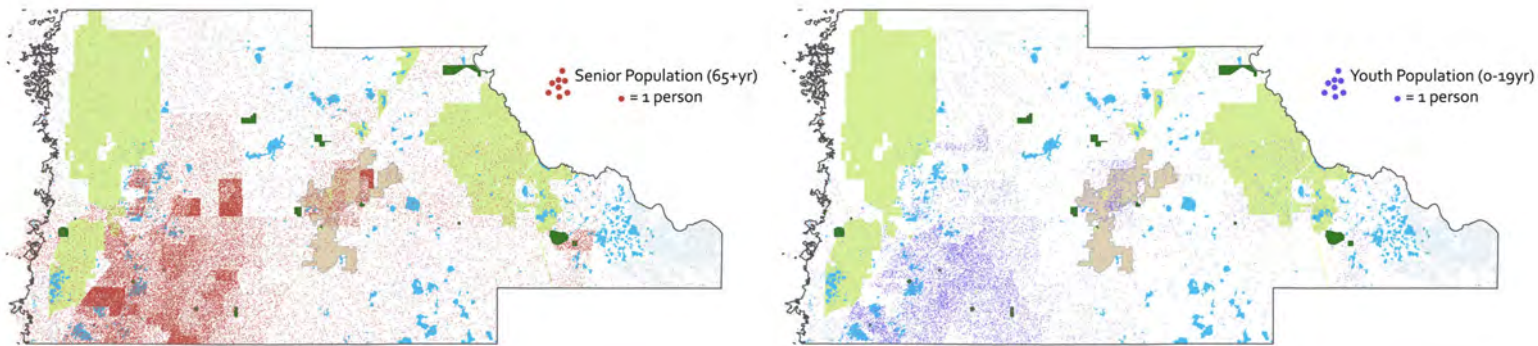 Senior Population (65+yr)
= 1 person
Youth Population (0-19yr)
= 1 person